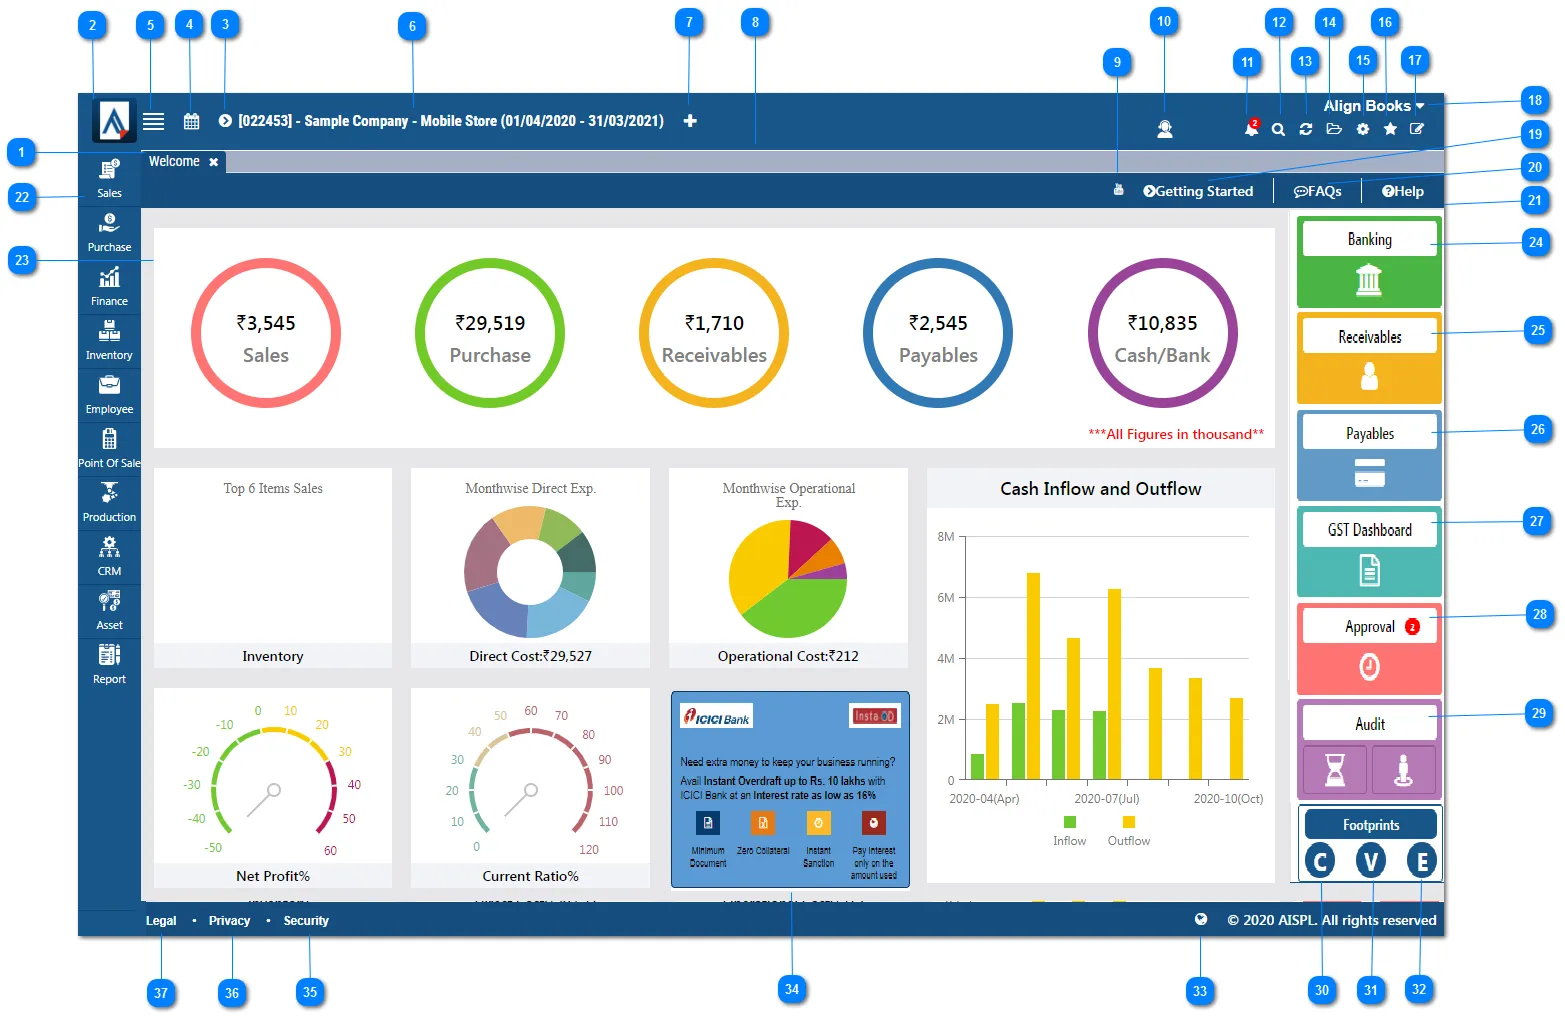 2
5
4
3
6
7
8
10
12
14
16
9
11
13
15
17
18
Align Books
[022453] - Sample Company - Mobile Store (01/04/2020 - 31/03/2021)
2
19
1
Welcome
20
22
Sales
Getting Started
FAQs
Help
21
Purchase
23
Finance
Inventory
Employee
Point Of Sale
Production
CRM
Asset
Report
₹3,545
Sales
₹29,519
Purchase
₹1,710
Receivables
₹2,545
Payables
₹10,835
Cash/Bank
***All Figures in thousand**
Banking
24
Receivables
25
Payables
26
GST Dashboard
27
Approval
2
28
Audit
29
Footprints
C
V
E
Top 6 Items Sales
Inventory
Monthwise Direct Exp.
Direct Cost:₹29,527
Monthwise Operational
Exp.
Operational Cost:₹212
Cash Inflow and Outflow
8M
6M
4M
2M
0
2020-04(Apr)
2020-07(Jul)
2020-10(Oct)
Inflow
Outflow
-50
-40
-30
-20
-10
0
10
20
30
40
50
60
Net Profit%
0
10
20
30
40
50
60
70
80
90
100
110
120
Current Ratio%
ICICI Bank
Insta OD
Need extra money to keep your business running?
Avail Instant Overdraft up to Rs. 10 lakhs with
ICICI Bank at an Interest rate as low as 16%
Minimum
Document
Zero Collateral
Instant
Sanction
Pay Interest
only on the
amount used
Legal
•
Privacy
•
Security
© 2020 AISPL. All rights reserved
37
36
35
34
33
30
31
32